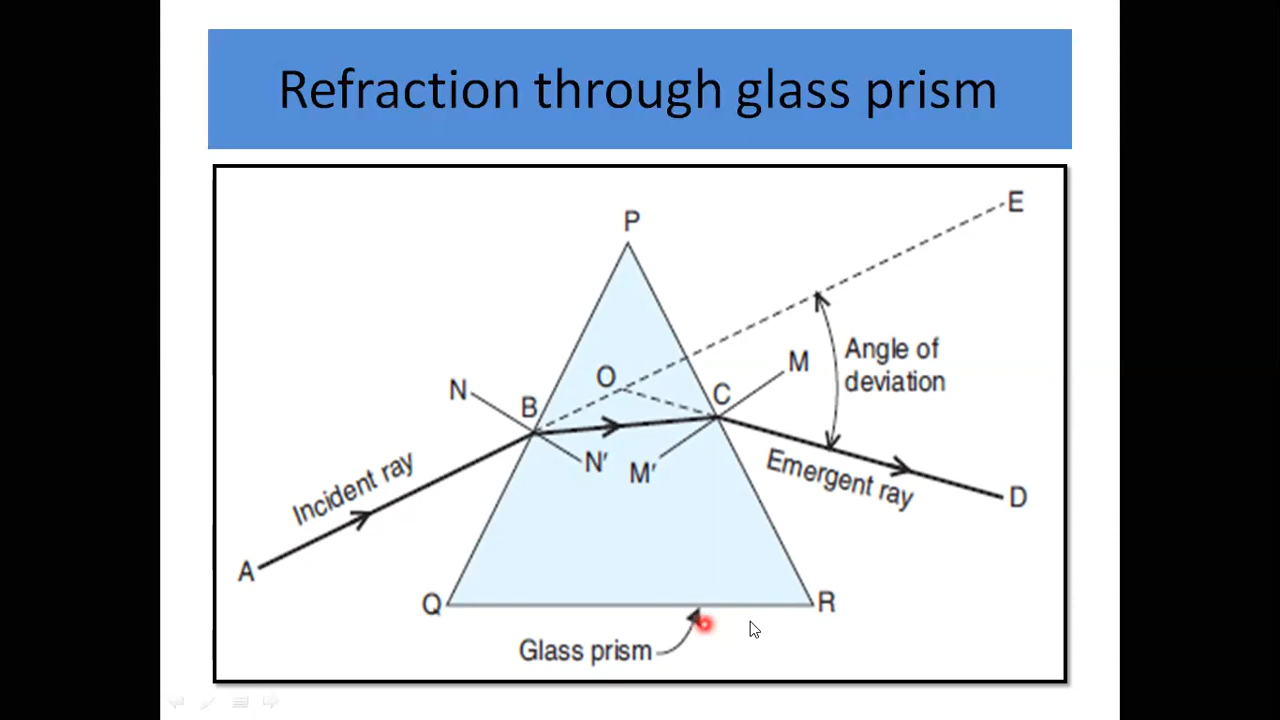 Refraction through glass prism
E
P
Angle of
deviation
M
O
C
N
B
N′
M′
Incident ray
Emergent ray
D
A
Q
R
Glass prism